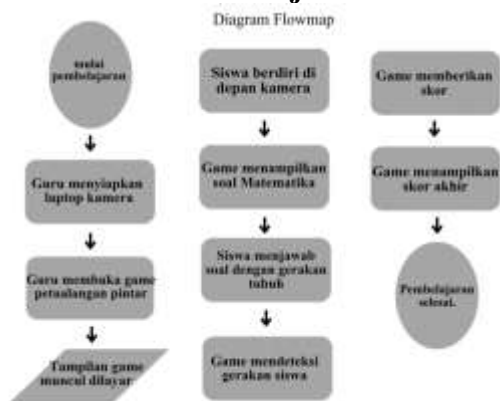 Diagram Flowmap
mulai
pembelajaran
Guru menyiapkan
laptop kamera
Guru membuka game
petualangan pintar
Tampilan game
muncul dilayar
Siswa berdiri di
depan kamera
Game menampilkan
soal Matematika
Siswa menjawab
soal dengan gerakan
tubuh
Game mendeteksi
gerakan siswa
Game memberikan
skor
Game menampilkan
skor akhir
Pembelajaran
selesai.